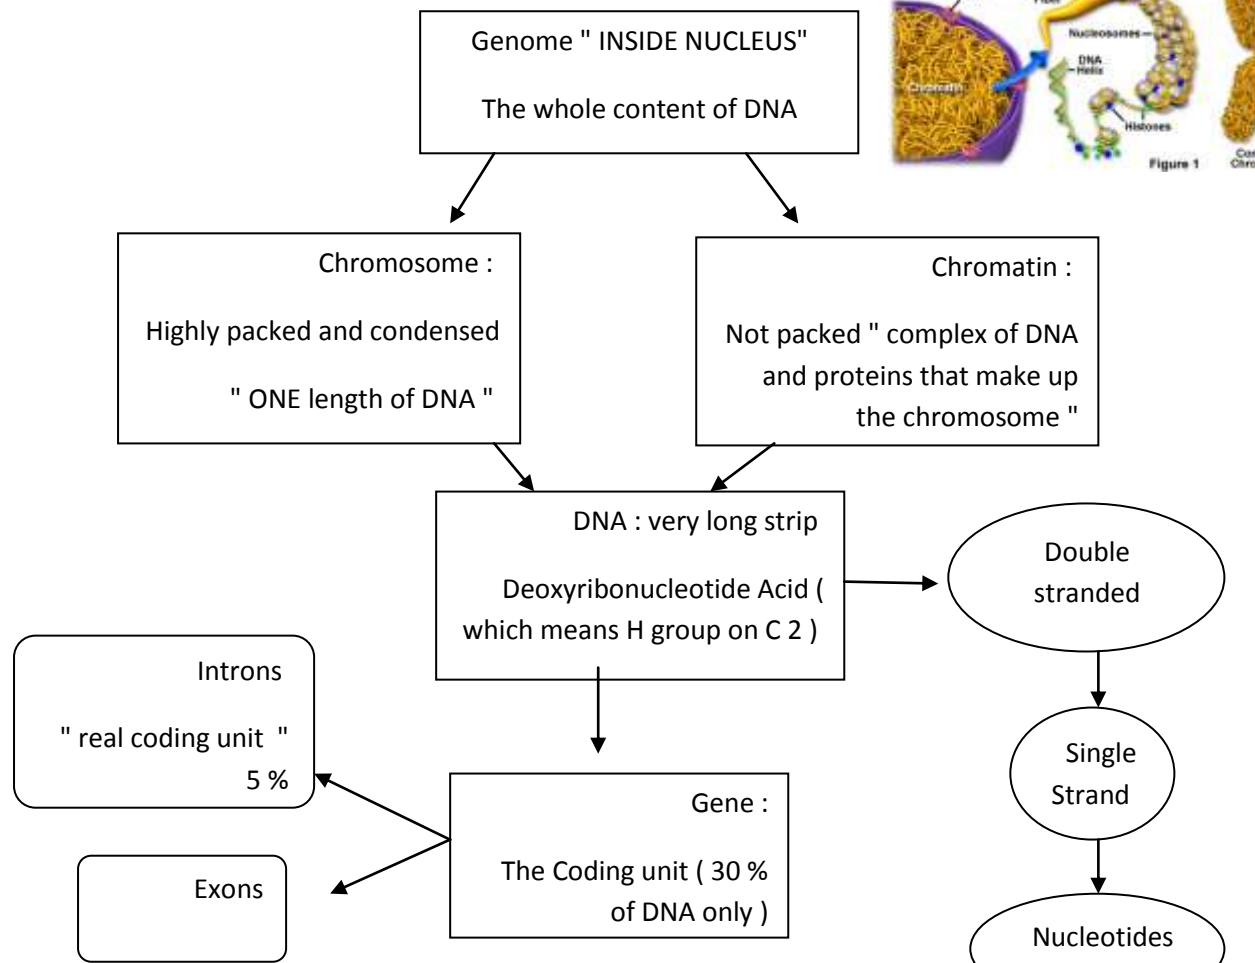 Genome " INSIDE NUCLEUS"
The whole content of DNA
Nucleosomes
DNA
Helix
Chromatin
Histones
Figure 1
Chromosome :
Highly packed and condensed
" ONE length of DNA "
Chromatin :
Not packed " complex of DNA
and proteins that make up
the chromosome "
DNA : very long strip
Deoxyribonucleotide Acid (
which means H group on C 2 )
Double
stranded
Introns
" real coding unit "
5 %
Single
Strand
Gene :
The Coding unit ( 30 %
of DNA only )
Exons
Nucleotides